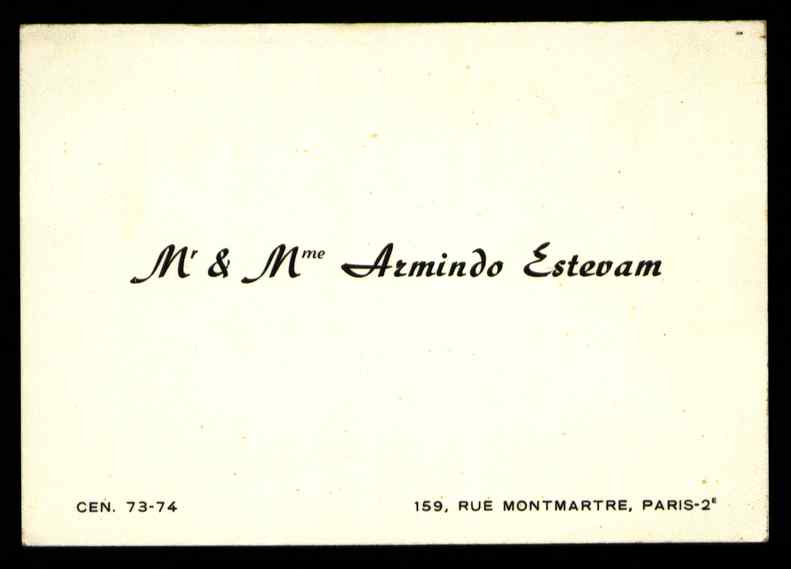 Mr & Mme Armindo Estevam
CEN. 73-74
159, RUE MONTMARTRE, PARIS-2E